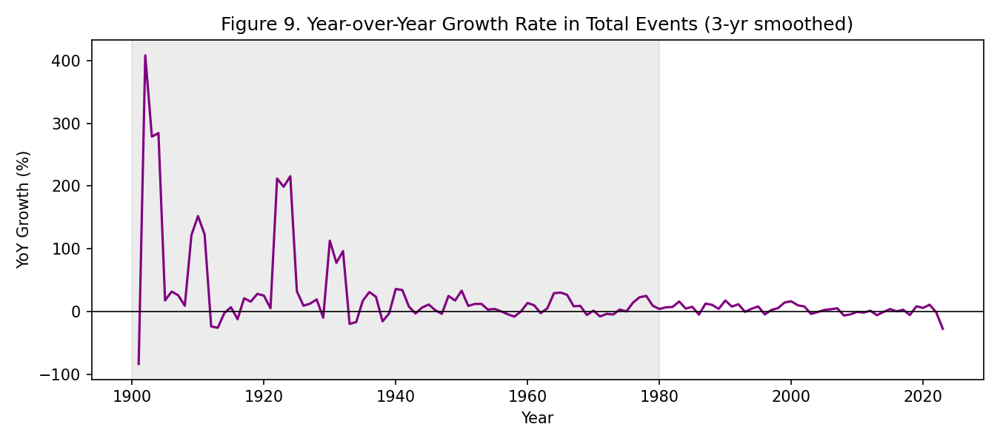 Figure 9. Year-over-Year Growth Rate in Total Events (3-yr smoothed)
YoY Growth (%)
400
300
200
100
0
−100
1900 1920 1940 1960 1980 2000 2020
Year